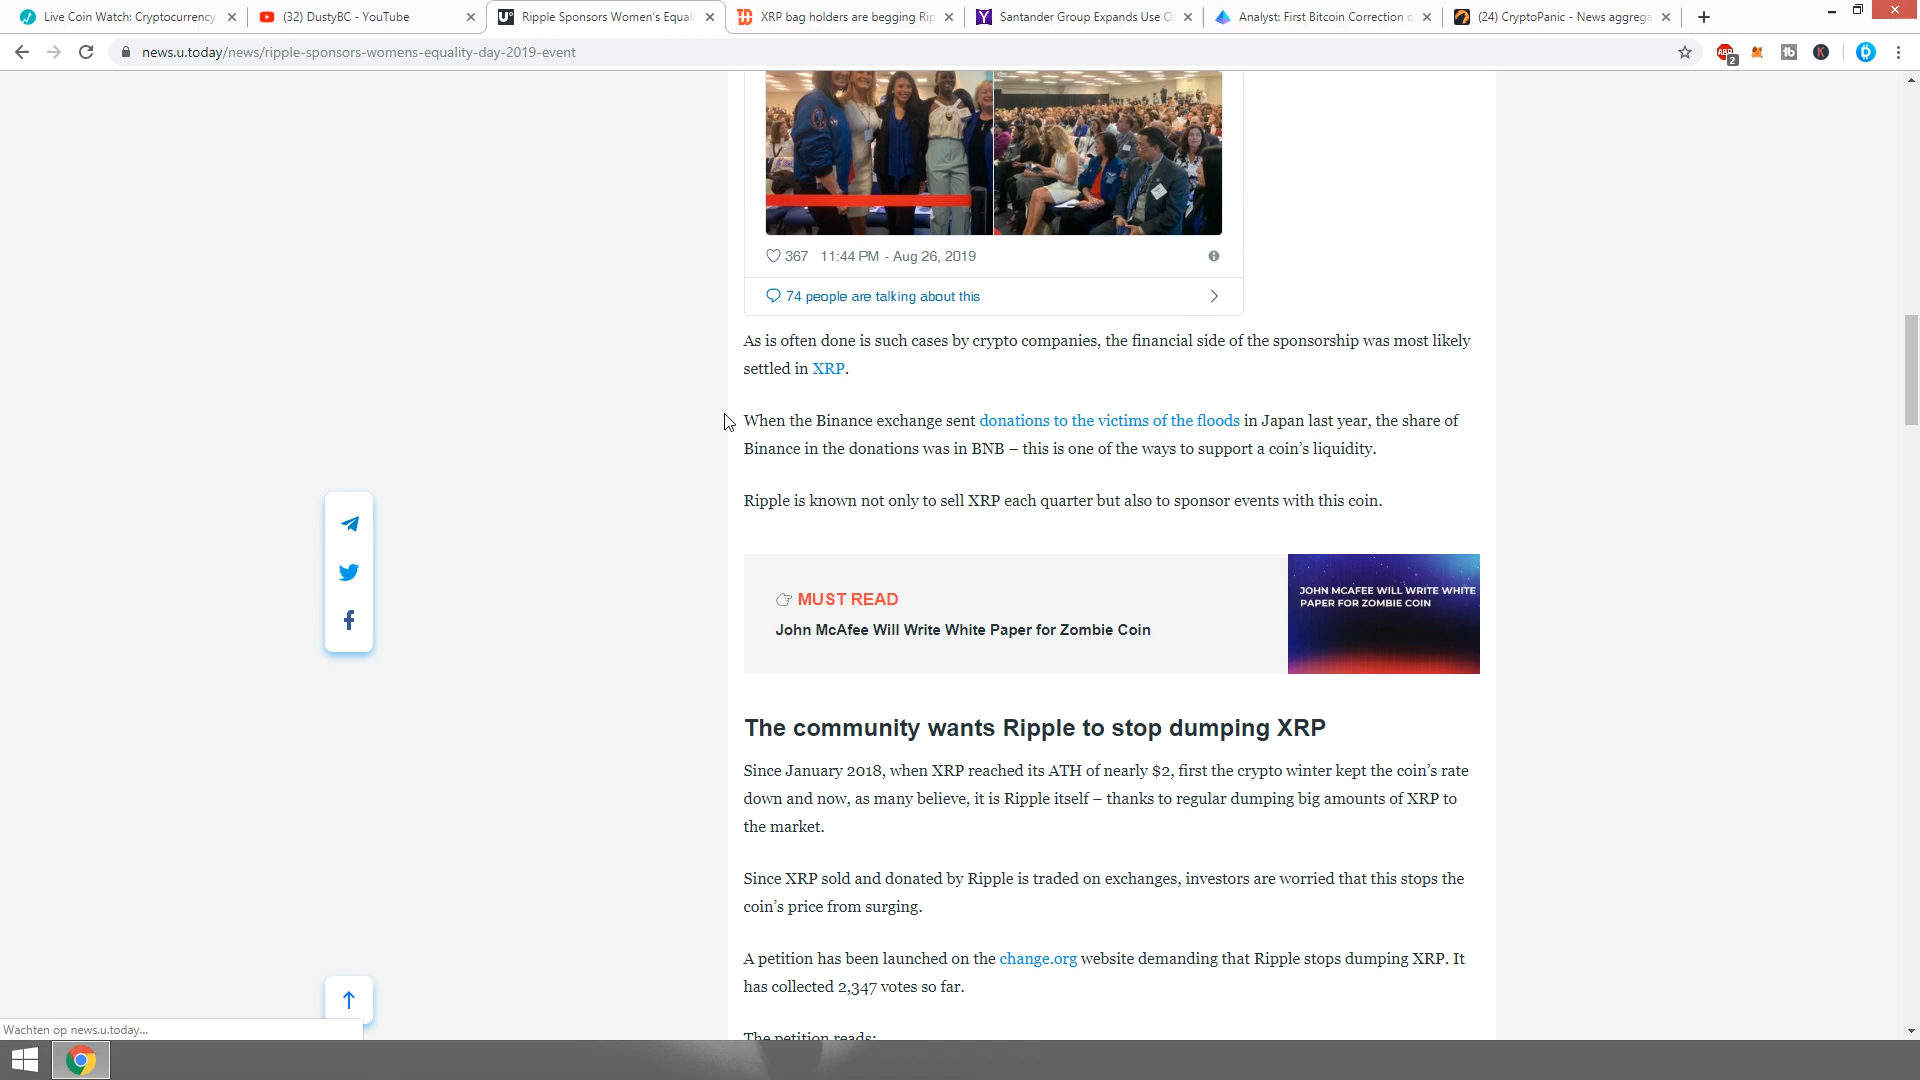 Live Coin Watch: Cryptocurrency
(32) DustyBC - YouTube
Ripple Sponsors Women's Equali
XRP bag holders are begging Rip
Santander Group Expands Use O
Analyst: First Bitcoin Correction o
(24) CryptoPanic - News aggrega
news.u.today/news/ripple-sponsors-womens-equality-day-2019-event
ABP
2
367 11:44 PM - Aug 26, 2019
74 people are talking about this
As is often done is such cases by crypto companies, the financial side of the sponsorship was most likely
settled in XRP.
When the Binance exchange sent donations to the victims of the floods in Japan last year, the share of
Binance in the donations was in BNB – this is one of the ways to support a coin's liquidity.
Ripple is known not only to sell XRP each quarter but also to sponsor events with this coin.
MUST READ
John McAfee Will Write White Paper for Zombie Coin
JOHN MCAFEE WILL WRITE WHITE
PAPER FOR ZOMBIE COIN
The community wants Ripple to stop dumping XRP
Since January 2018, when XRP reached its ATH of nearly $2, first the crypto winter kept the coin's rate
down and now, as many believe, it is Ripple itself – thanks to regular dumping big amounts of XRP to
the market.
Since XRP sold and donated by Ripple is traded on exchanges, investors are worried that this stops the
coin's price from surging.
A petition has been launched on the change.org website demanding that Ripple stops dumping XRP. It
has collected 2,347 votes so far.
The petition reads:
Wachten op news.u.today...